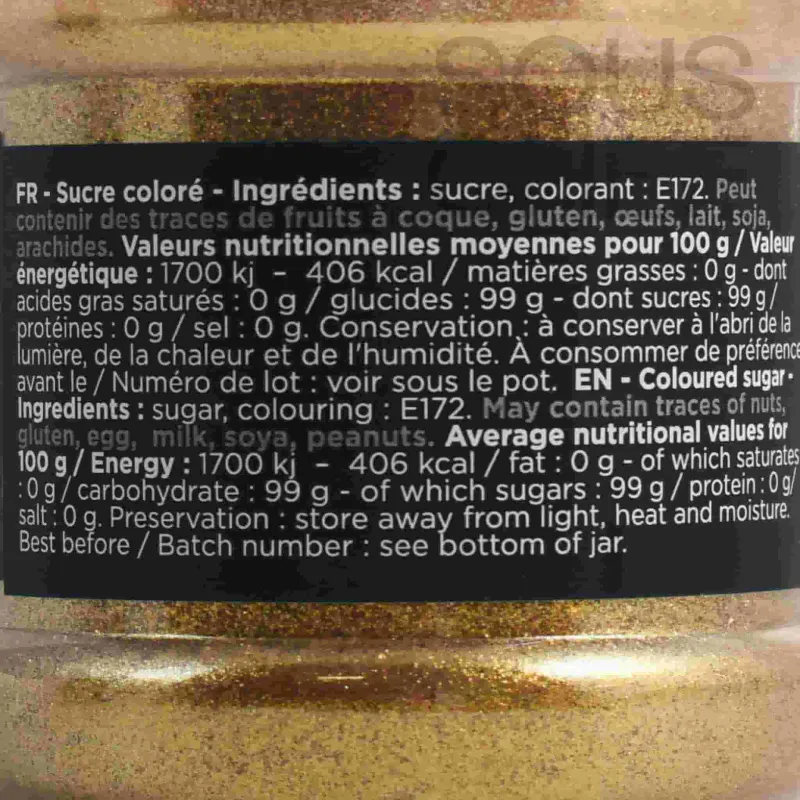 SOUS
FR - Sucre coloré - Ingrédients : sucre, colorant : E172. Peut
contenir des traces de fruits à coque, gluten, œufs, lait, soja,
arachides. Valeurs nutritionnelles moyennes pour 100 g / Valeur
énergétique : 1700 kj - 406 kcal / matières grasses : 0 g - dont
acides gras saturés : 0 g / glucides : 99 g - dont sucres : 99 g /
protéines : 0 g / sel : 0 g. Conservation : à conserver à l'abri de la
lumière, de la chaleur et de l'humidité. À consommer de préférence
avant le / Numéro de lot : voir sous le pot. EN - Coloured sugar -
Ingredients : sugar, colouring : E172. May contain traces of nuts,
gluten, egg, milk, soya, peanuts. Average nutritional values for
100 g / Energy : 1700 kj - 406 kcal / fat : 0 g - of which saturates
: 0 g / carbohydrate : 99 g - of which sugars : 99 g / protein : 0 g/
salt : 0 g. Preservation : store away from light, heat and moisture.
Best before / Batch number : see bottom of jar.